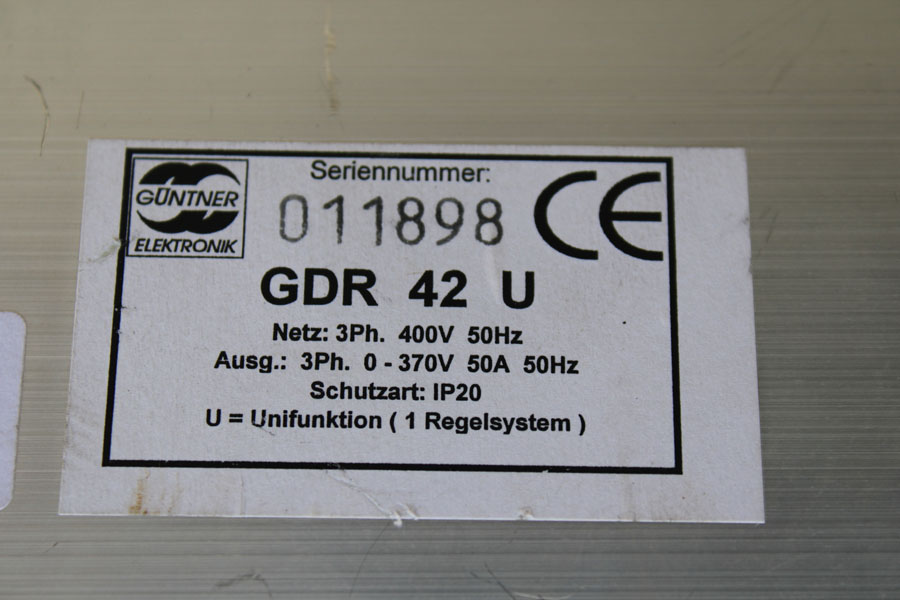 GÜNTNER
ELEKTRONIK
Seriennummer:
011898
CE
GDR 42 U
Netz: 3Ph. 400V 50Hz
Ausg.: 3Ph. 0 - 370V 50A 50Hz
Schutzart: IP20
U = Unifunktion ( 1 Regelsystem )